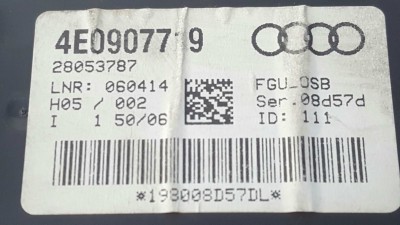 4E0907719
28053787
LNR: 060414 FGU_OSB
H05 / 002 Ser.08d57d
I 1 50/06 ID: 111
*198008D57DL*